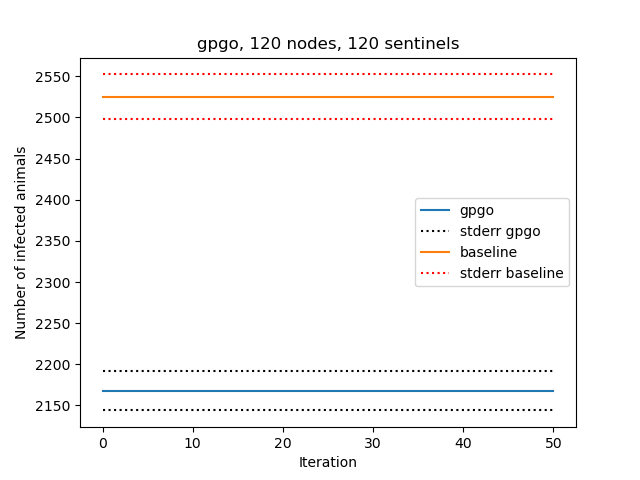 gpgo, 120 nodes, 120 sentinels
Number of infected animals
2550
2500
2450
2400
2350
2300
2250
2200
2150
gpgo
stderr gpgo
baseline
stderr baseline
0 10 20 30 40 50
Iteration